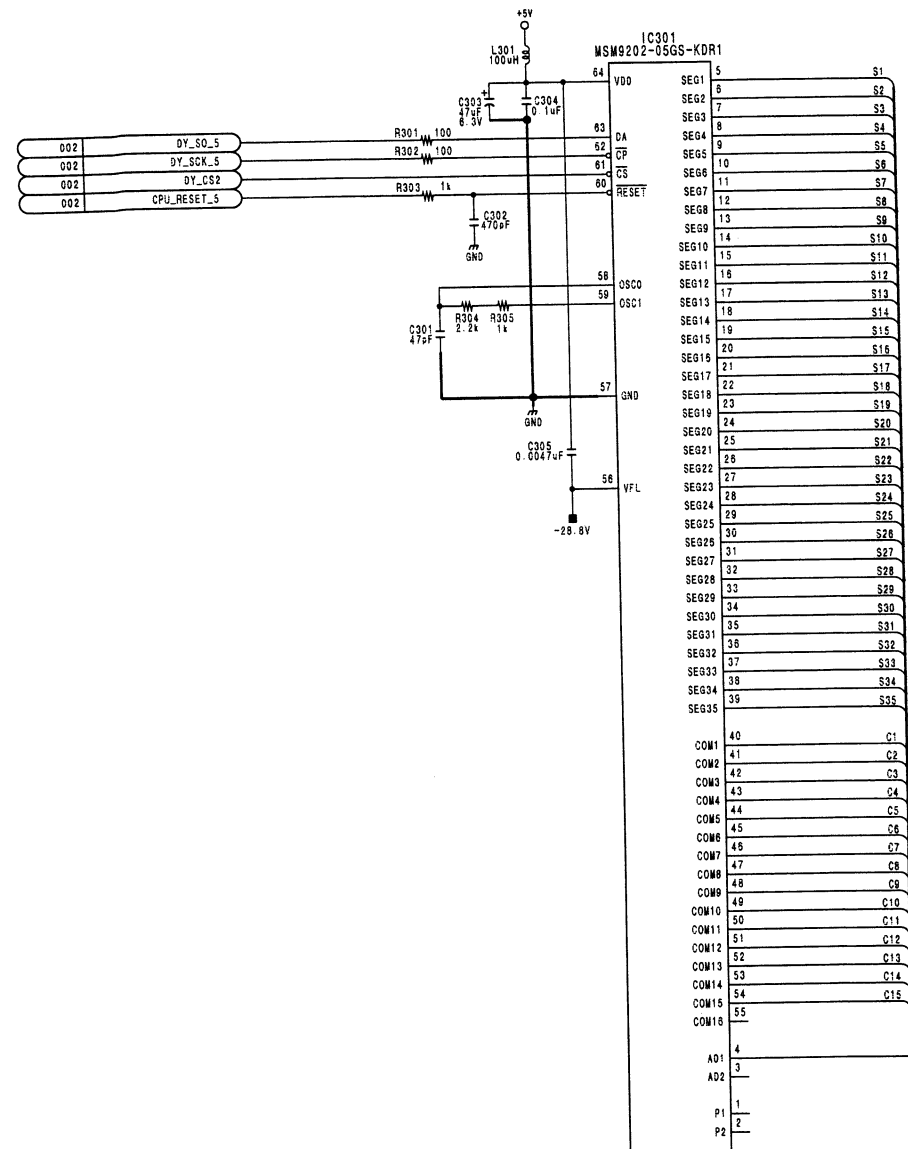 +5V
L301
100uH
IC301
MSM9202-05GS-KDR1
C303
47uF
6.3V
C304
0.1uF
64 VDD
002 DY_SO_5 R301 100 63 DA
002 DY_SCK_5 R302 100 62 CP
002 DY_CS2 61 CS
002 CPU_RESET_5 R303 1k 60 RESET
C302
470pF
GND
58 OSC0
59 OSC1
R304
2.2k
R305
1k
C301
47pF
57 GND
GND
C305
0.0047uF
56 VFL
-28.8V
SEG1 5 S1
SEG2 6 S2
SEG3 7 S3
SEG4 8 S4
SEG5 9 S5
SEG6 10 S6
SEG7 11 S7
SEG8 12 S8
SEG9 13 S9
SEG10 14 S10
SEG11 15 S11
SEG12 16 S12
SEG13 17 S13
SEG14 18 S14
SEG15 19 S15
SEG16 20 S16
SEG17 21 S17
SEG18 22 S18
SEG19 23 S19
SEG20 24 S20
SEG21 25 S21
SEG22 26 S22
SEG23 27 S23
SEG24 28 S24
SEG25 29 S25
SEG26 30 S26
SEG27 31 S27
SEG28 32 S28
SEG29 33 S29
SEG30 34 S30
SEG31 35 S31
SEG32 36 S32
SEG33 37 S33
SEG34 38 S34
SEG35 39 S35
COM1 40 C1
COM2 41 C2
COM3 42 C3
COM4 43 C4
COM5 44 C5
COM6 45 C6
COM7 46 C7
COM8 47 C8
COM9 48 C9
COM10 49 C10
COM11 50 C11
COM12 51 C12
COM13 52 C13
COM14 53 C14
COM15 54 C15
COM16 55
AD1 4
AD2 3
P1 1
P2 2